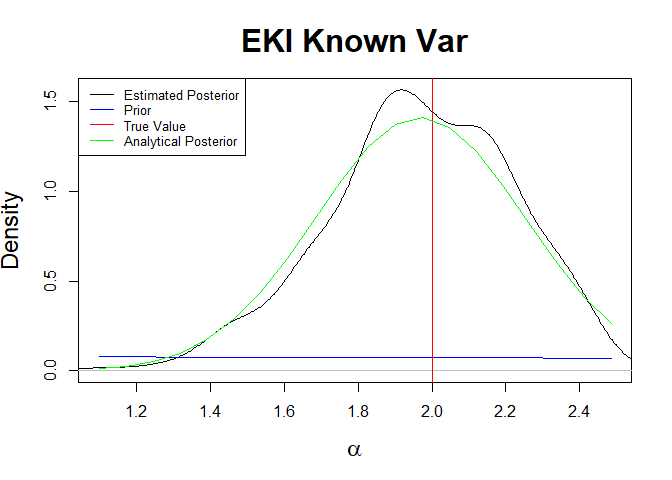 EKI Known Var
Estimated Posterior
Prior
True Value
Analytical Posterior
Density
0.0
0.5
1.0
1.5
1.2 1.4 1.6 1.8 2.0 2.2 2.4
α